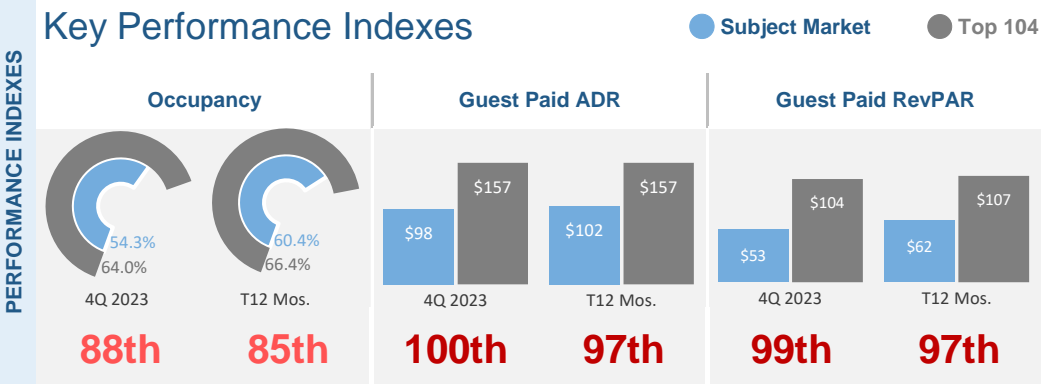 PERFORMANCE INDEXES
Key Performance Indexes
Subject Market
Top 104
Occupancy
Guest Paid ADR
Guest Paid RevPAR
54.3%
64.0%
60.4%
66.4%
4Q 2023
T12 Mos.
$98
$157
$102
$157
4Q 2023
T12 Mos.
$53
$104
$62
$107
4Q 2023
T12 Mos.
88th
85th
100th
97th
99th
97th